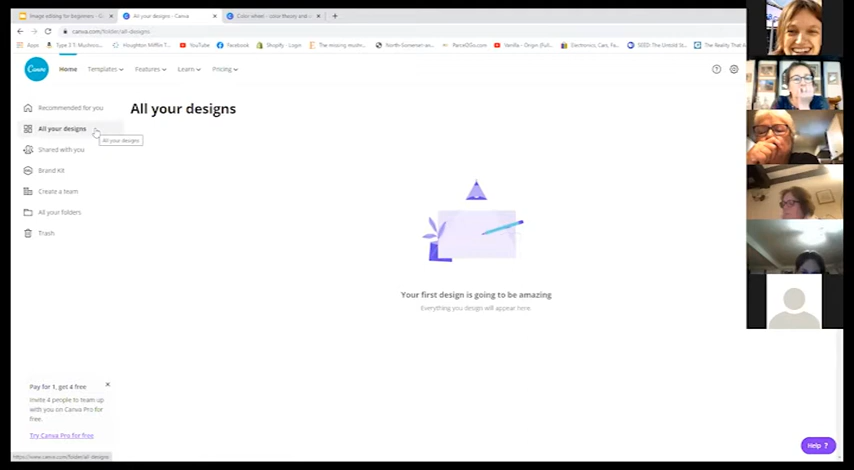 Image editing for beginners - G
All your designs - Canva
Color wheel - color theory and c
canva.com/folder/all-designs
Apps
Type 3 1: Mushroo...
Houghton Mifflin T...
YouTube
Facebook
Shopify - Login
The missing mush...
North Somerset an...
ParcelGo
Vanilla - Origin (Full...
Electronics, Cars, Fa...
SEED: The Untold St...
The Reality That A
Canva
Home
Templates
Features
Learn
Pricing
Recommended for you
All your designs
All your designs
All your designs
Shared with you
Brand Kit
Create a team
All your folders
Trash
Your first design is going to be amazing
Everything you design will appear here.
Pay for 1, get 4 free
Invite 4 people to team up
with you on Canva Pro for
free.
Try Canva Pro for free
Help ?
https://www.canva.com/folder/all-designs